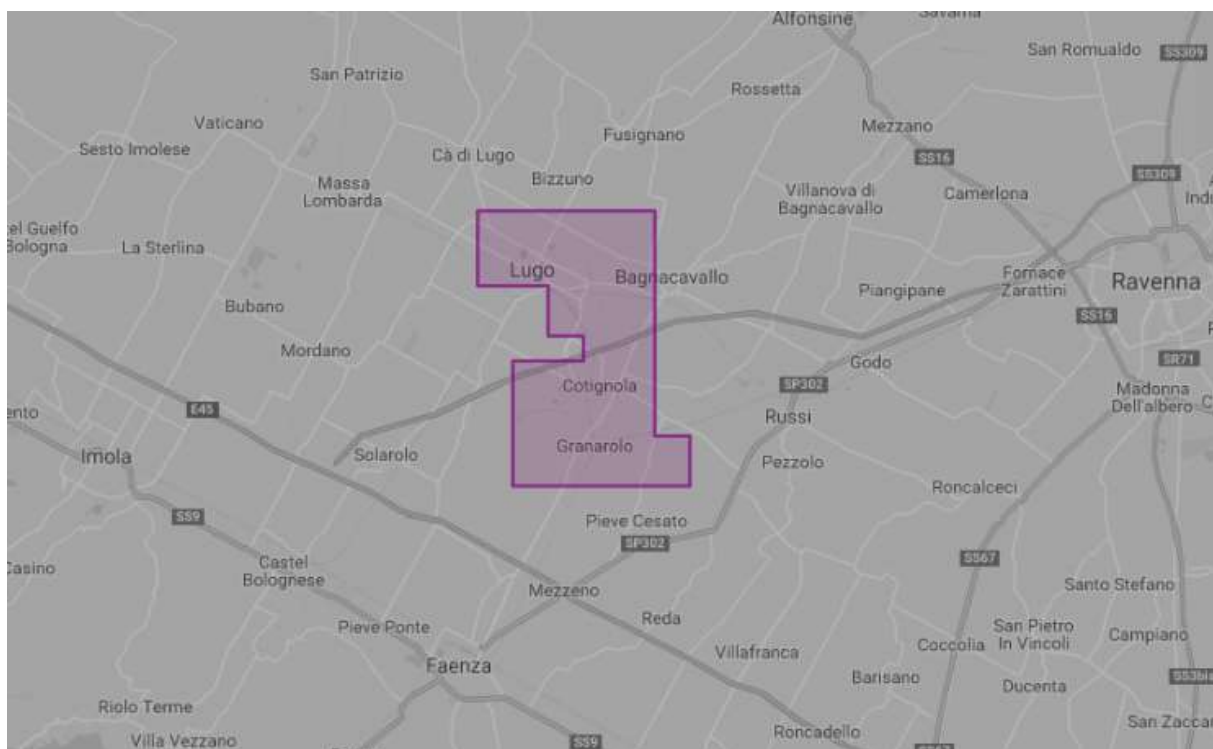 Alfonsine
Savarna
San Romualdo
SS309
San Patrizio
Rossetta
Vaticano
Fusignano
Mezzano
Sesto Imolese
Cà di Lugo
SS16
Bizzuno
SS309
Massa
Lombarda
Villanova di
Bagnacavallo
Camerlona
el Guelfo
Bologna
La Sterlina
Lugo
Bagnacavallo
Fornace
Zarattini
Ravenna
Piangipane
Bubano
SS16
Mordano
Godo
SR71
Cotignola
SP302
Madonna
Dell'albero
E45
Russi
Granarolo
Imola
Solarolo
Pezzolo
Roncalceci
SS9
Pieve Cesato
SP302
SS67
Casino
Castel
Bolognese
Mezzeno
Santo Stefano
Reda
Pieve Ponte
San Pietro
In Vincoli
Campiano
Coccolia
Villafranca
Faenza
Barisano
SS3bis
Ducenta
Riolo Terme
San Zaccar
Villa Vezzano
SS9
Roncadello
SS67